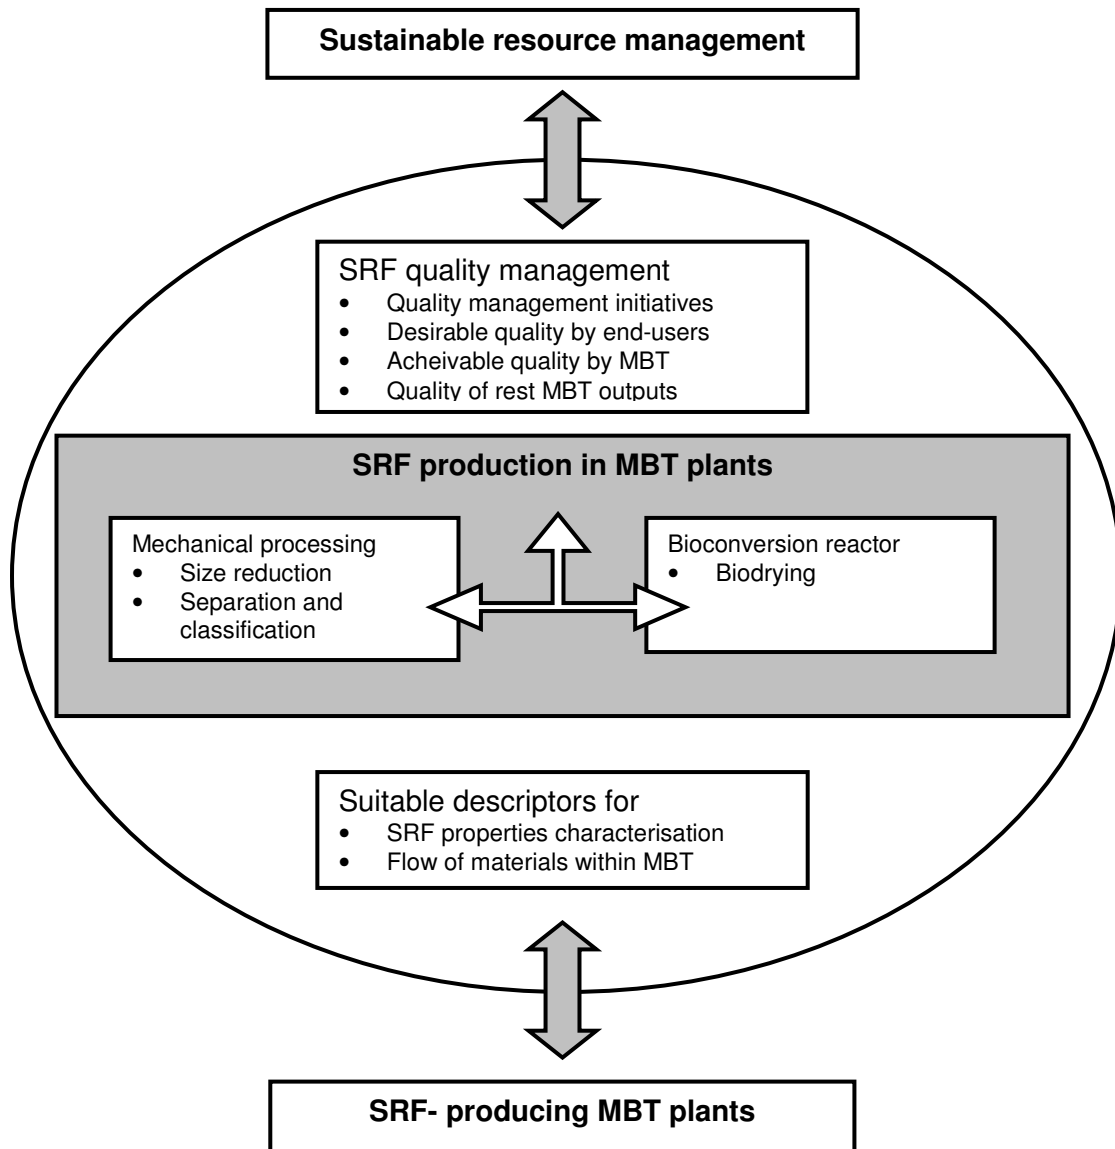 Sustainable resource management
SRF quality management
• Quality management initiatives
• Desirable quality by end-users
• Acheivable quality by MBT
• Quality of rest MBT outputs
SRF production in MBT plants
Mechanical processing
• Size reduction
• Separation and
classification
Bioconversion reactor
• Biodrying
Suitable descriptors for
• SRF properties characterisation
• Flow of materials within MBT
SRF- producing MBT plants